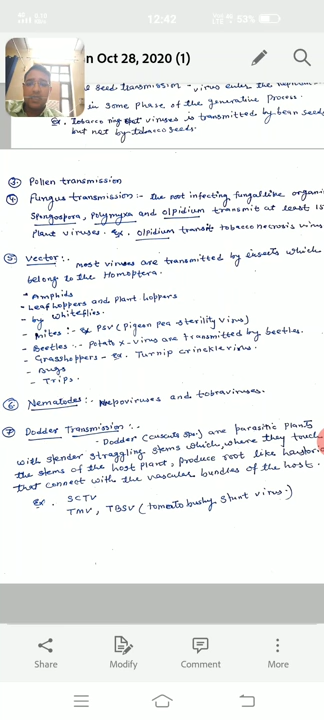 12:42
53%
n Oct 28, 2020 (1)
e seed transmission - virus enter the
in some phase of the generative process.
Ex. Tobacco ring spot viruses is transmitted by bean seeds
but not by tobacco seeds.
③ Pollen transmission
④ Fungus transmission :- The root infecting fungal like organi
Spongospora, Polymyxa and Olpidium transmit at least 15
Plant viruses. Ex. Olpidium transit tobacco necrosis virus
⑤ Vector :. most viruses are transmitted by insects which
belong to the Homoptera.
- Amphids
- Leaf hoppers and Plant hoppers
- by Whiteflies.
- Mites :- Ex PSV (Pigeon pea sterility virus)
- Beetles :- Potato x-virus are transmitted by beetles.
- Grasshoppers - Ex. Turnip crinckle virus.
- Bugs
- Trips.
⑥ Nematodes :- Nepoviruses and tobraviruses.
⑦ Dodder Transmission :-
- Dodder (Cuscuta spp.) are parasitic plants
with slender straggling stems which, where they touch
the stems of the host plant, produce root like haustor
that connect with the vascular bundles of the host.
Ex. SCTV
TMV, TBSV (tomato bushy stunt virus.)
Share
Modify
Comment
More